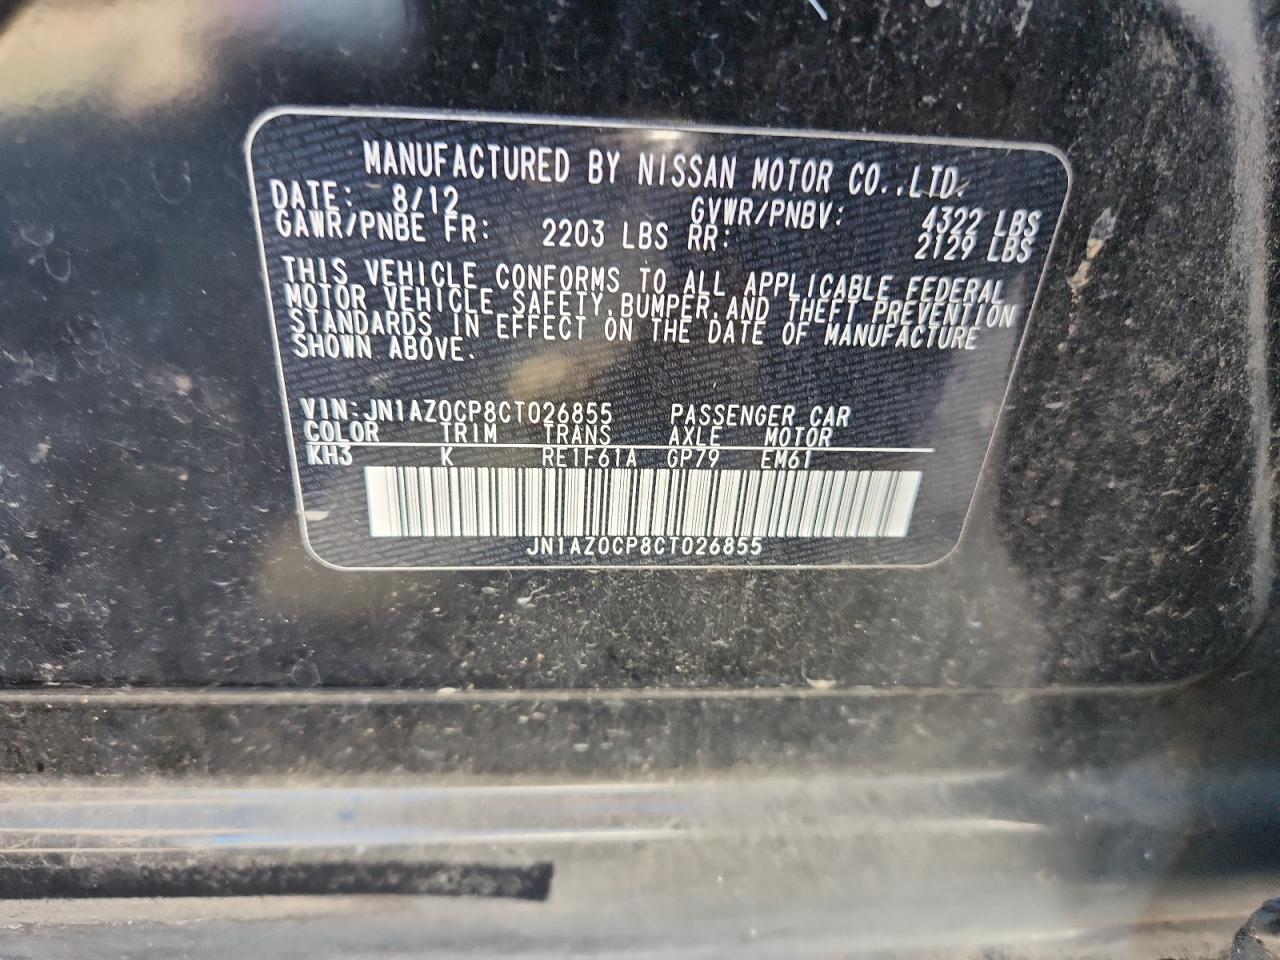 MANUFACTURED BY NISSAN MOTOR CO.,LTD.
DATE: 8/12 GVWR/PNBV: 4322 LBS
GAWR/PNBE FR: 2203 LBS RR: 2129 LBS
THIS VEHICLE CONFORMS TO ALL APPLICABLE FEDERAL
MOTOR VEHICLE SAFETY,BUMPER,AND THEFT PREVENTION
STANDARDS IN EFFECT ON THE DATE OF MANUFACTURE
SHOWN ABOVE.
VIN:JN1AZ0CP8CT026855 PASSENGER CAR
COLOR TRIM TRANS AXLE MOTOR
KH3 K RE1F61A GP79 EM61
JN1AZ0CP8CT026855